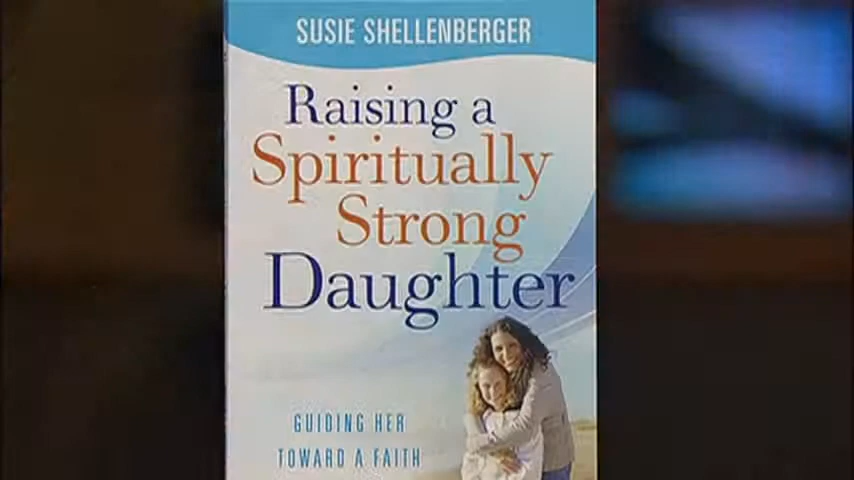 SUSIE SHELLENBERGER
Raising a
Spiritually
Strong
Daughter
GUIDING HER
TOWARD A FAITH